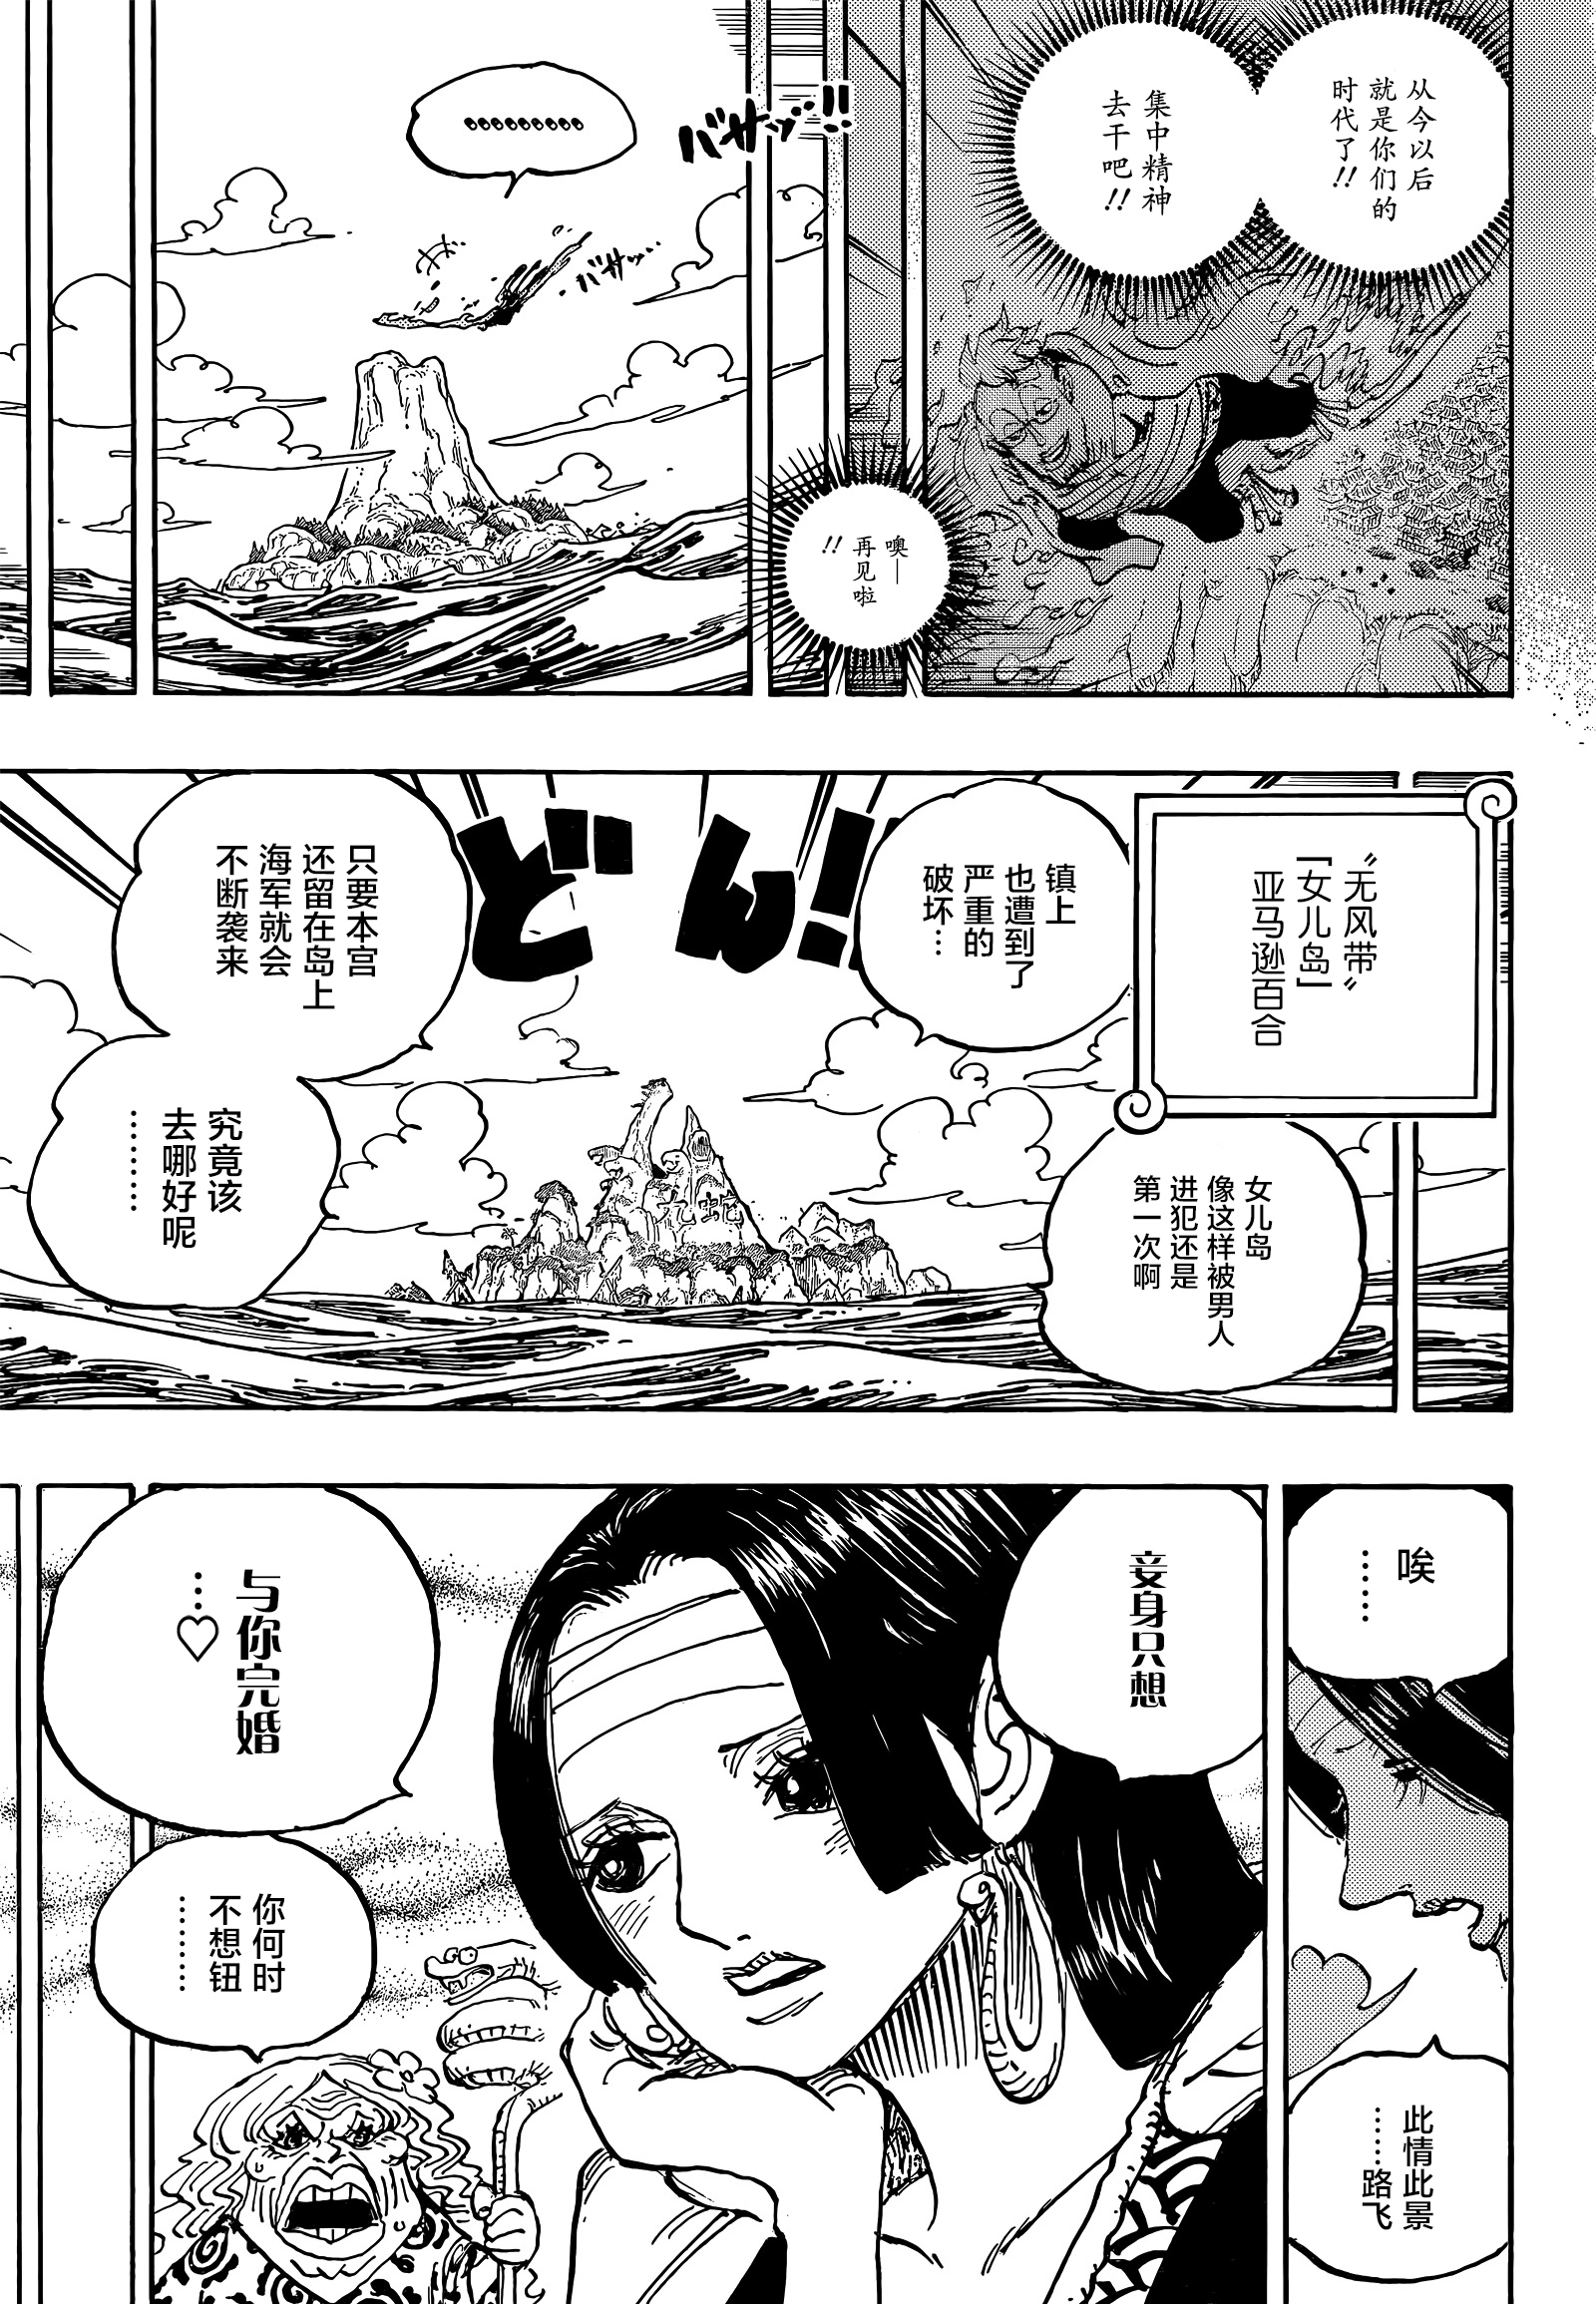 从今以后
就是你们的
时代了!!
集中精神
去干吧!!
噢—
再见啦
!!
バサッ!!
バサッ…
………
〝无风带〟
「女儿岛」
亚马逊百合
女儿岛
像这样被男人
进犯还是
第一次啊
镇上
也遭到了
严重的
破坏…
どん!!
九蛇
只要本宫
还留在岛上
海军就会
不断袭来
究竟该
去哪好呢
………
唉
……
此情此景
……路飞
妾身只想
与你完婚
…♡
你何时
不想钮
………